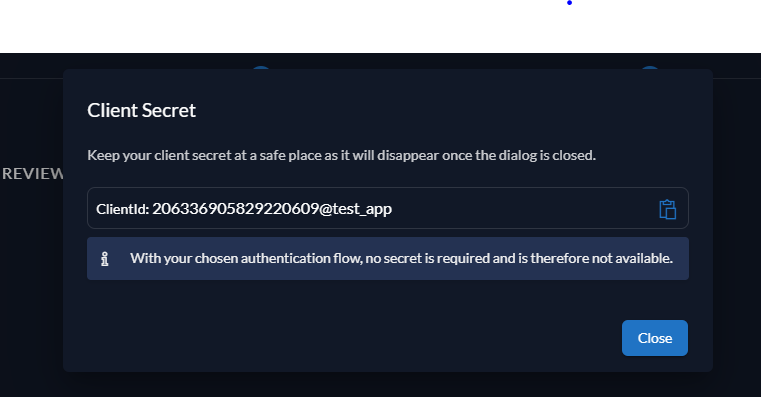 Client Secret
Keep your client secret at a safe place as it will disappear once the dialog is closed.
REVIEW
ClientId: 206336905829220609@test_app
With your chosen authentication flow, no secret is required and is therefore not available.
Close